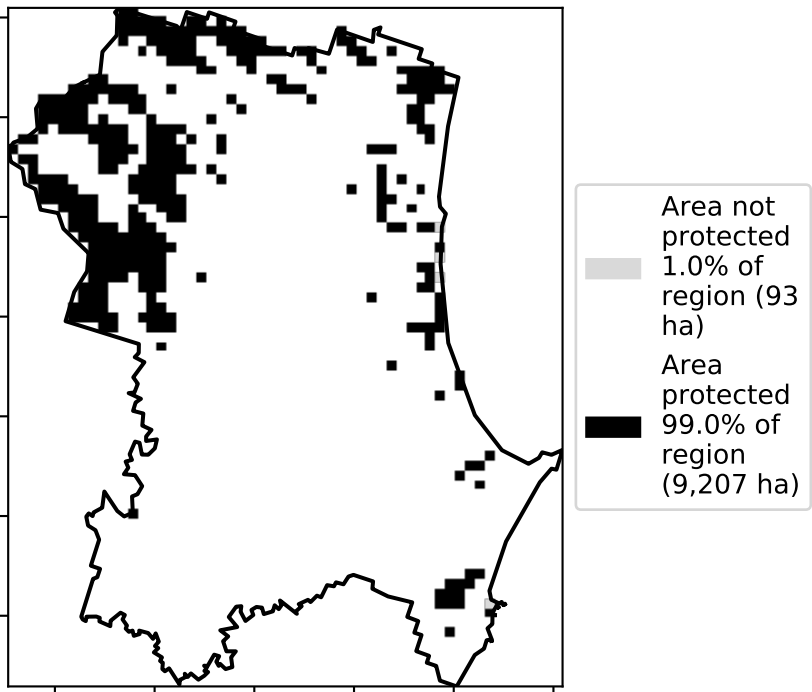 Area not
protected
1.0% of
region (93
ha)
Area
protected
99.0% of
region
(9,207 ha)